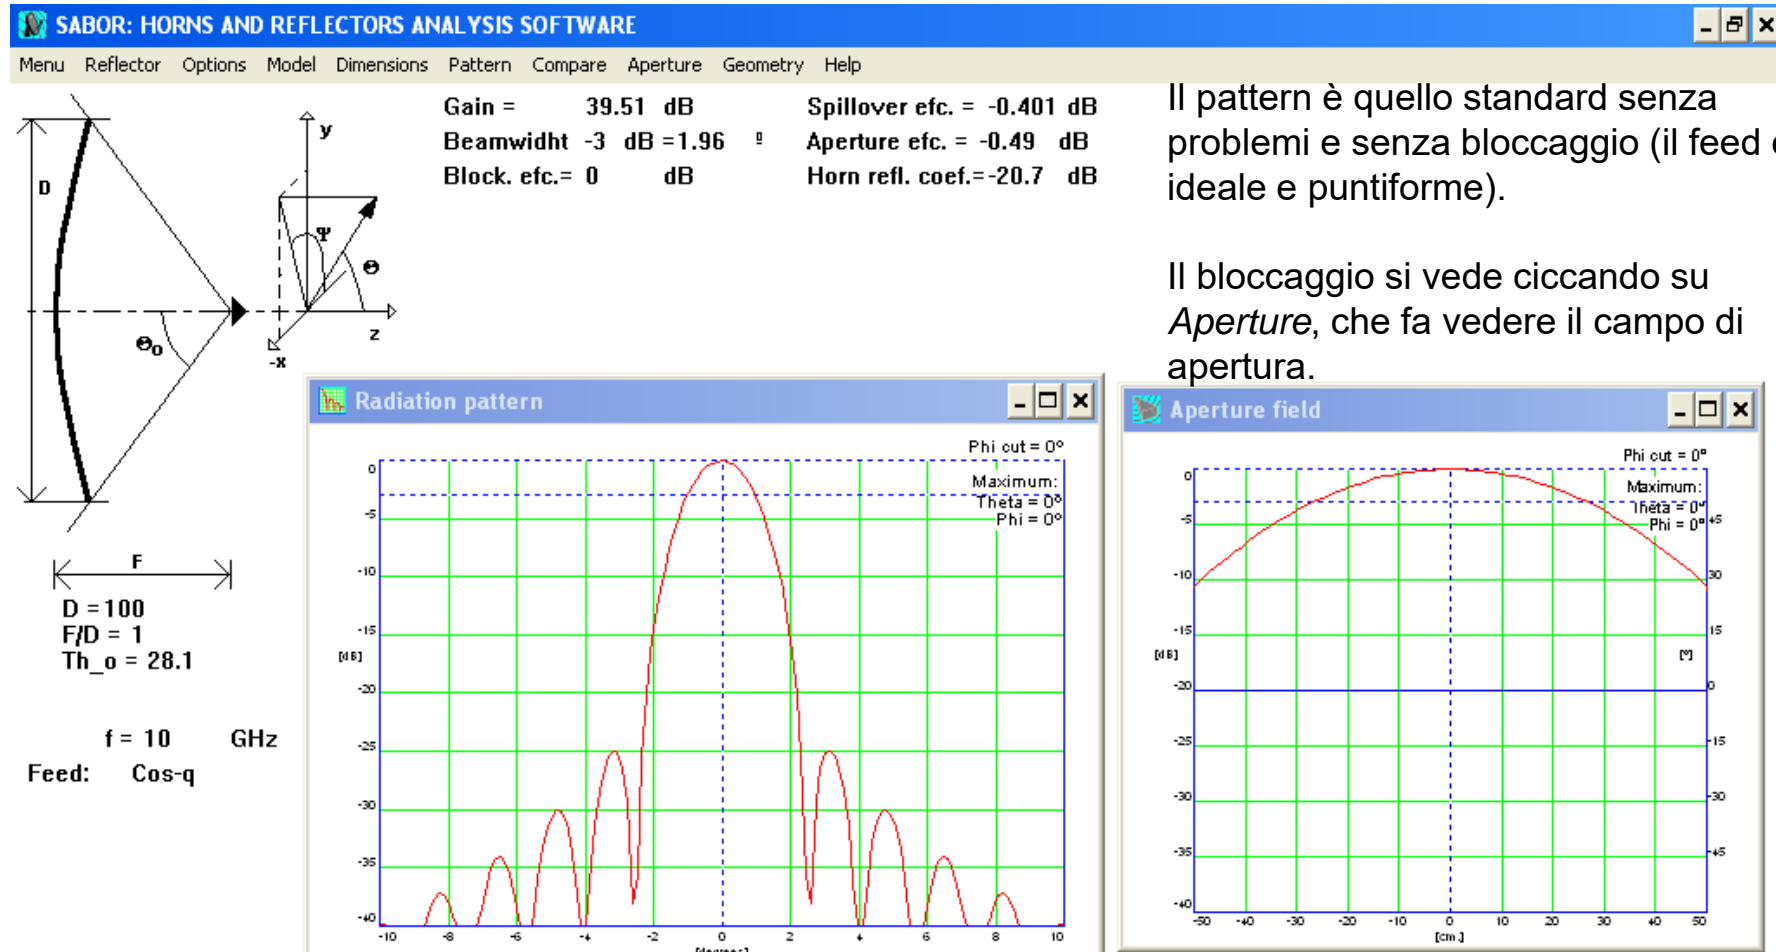 SABOR: HORNS AND REFLECTORS ANALYSIS SOFTWARE
Menu Reflector Options Model Dimensions Pattern Compare Aperture Geometry Help
Gain = 39.51 dB
Beamwidht -3 dB =1.96 º
Block. efc.= 0 dB
Spillover efc. = -0.401 dB
Aperture efc. = -0.49 dB
Horn refl. coef.=-20.7 dB
Il pattern è quello standard senza
problemi e senza bloccaggio (il feed
ideale e puntiforme).
Il bloccaggio si vede ciccando su
Aperture, che fa vedere il campo di
apertura.
D
Θo
y
Ψ
Θ
z
-x
F
D =100
F/D = 1
Th_o = 28.1
f = 10 GHz
Feed: Cos-q
Radiation pattern
Phi cut = 0º
Maximum:
Theta = 0º
Phi = 0º
0
-5
-10
-15
[dB]
-20
-25
-30
-35
-40
-10 -8 -6 -4 -2 0 2 4 6 8 10
Aperture field
Phi cut = 0º
Maximum:
Theta = 0º
Phi = 0º
0
-5
-10
-15
[dB]
-20
-25
-30
-35
-40
45
30
15
[º]
0
-15
-30
-45
-50 -40 -30 -20 -10 0 10 20 30 40 50
[cm.]